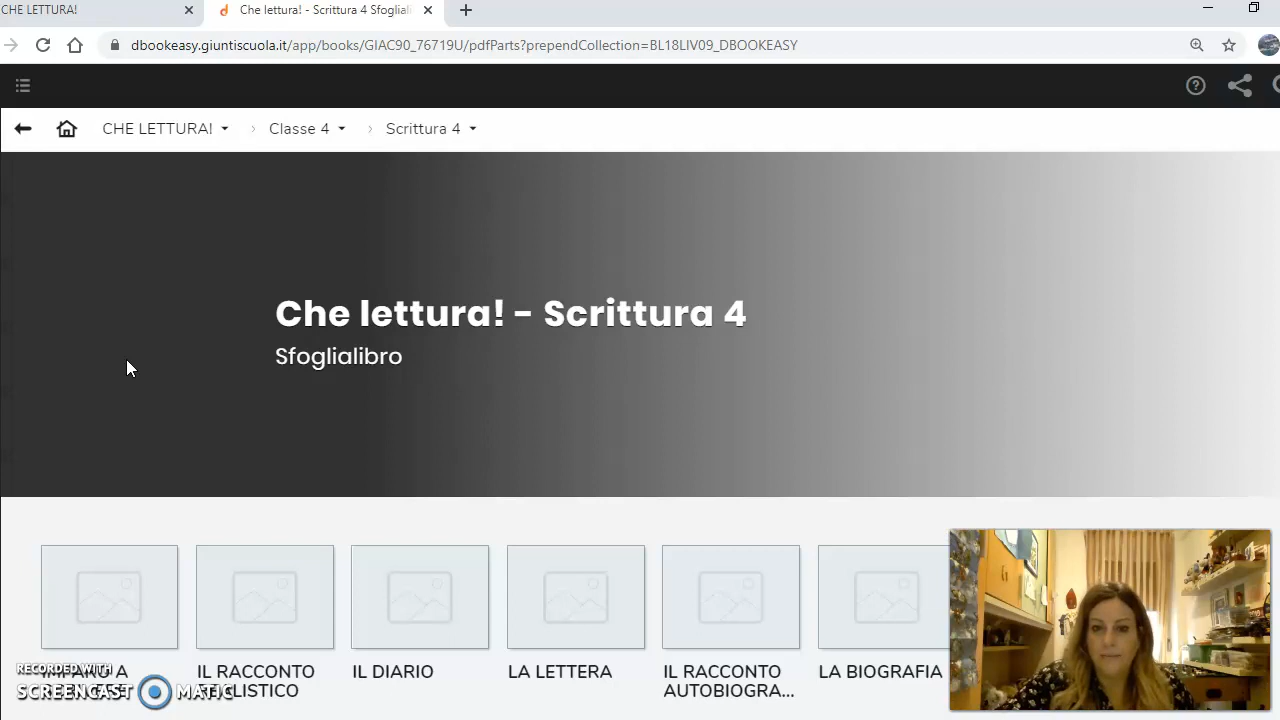 CHE LETTURA!
Che lettura! - Scrittura 4 Sfoglial
dbookeasy.giuntiscuola.it/app/books/GIAC90_76719U/pdfParts?prependCollection=BL18LIV09_DBOOKEASY
CHE LETTURA! Classe 4 Scrittura 4
Che lettura! - Scrittura 4
Sfoglialibro
IL RACCONTO
IL DIARIO
LA LETTERA
IL RACCONTO
AUTOBIOGRA...
LA BIOGRAFIA
RECORDED WITH
SCREENCAST MATIC